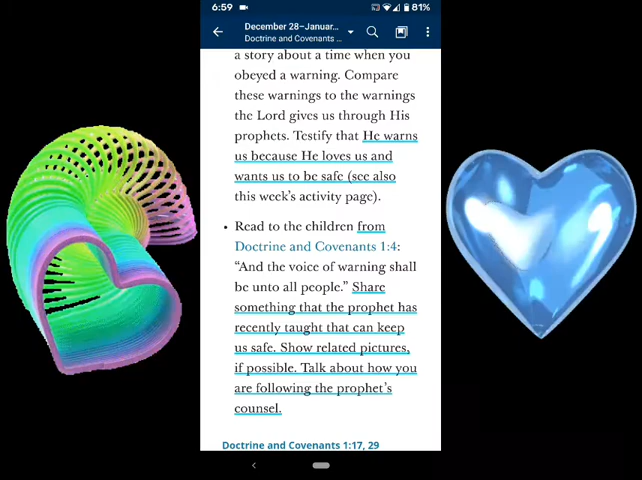 6:59
81%
December 28–Januar...
Doctrine and Covenants ...
a story about a time when you
obeyed a warning. Compare
these warnings to the warnings
the Lord gives us through His
prophets. Testify that He warns
us because He loves us and
wants us to be safe (see also
this week’s activity page).
• Read to the children from
Doctrine and Covenants 1:4:
“And the voice of warning shall
be unto all people.” Share
something that the prophet has
recently taught that can keep
us safe. Show related pictures,
if possible. Talk about how you
are following the prophet’s
counsel.
Doctrine and Covenants 1:17, 29